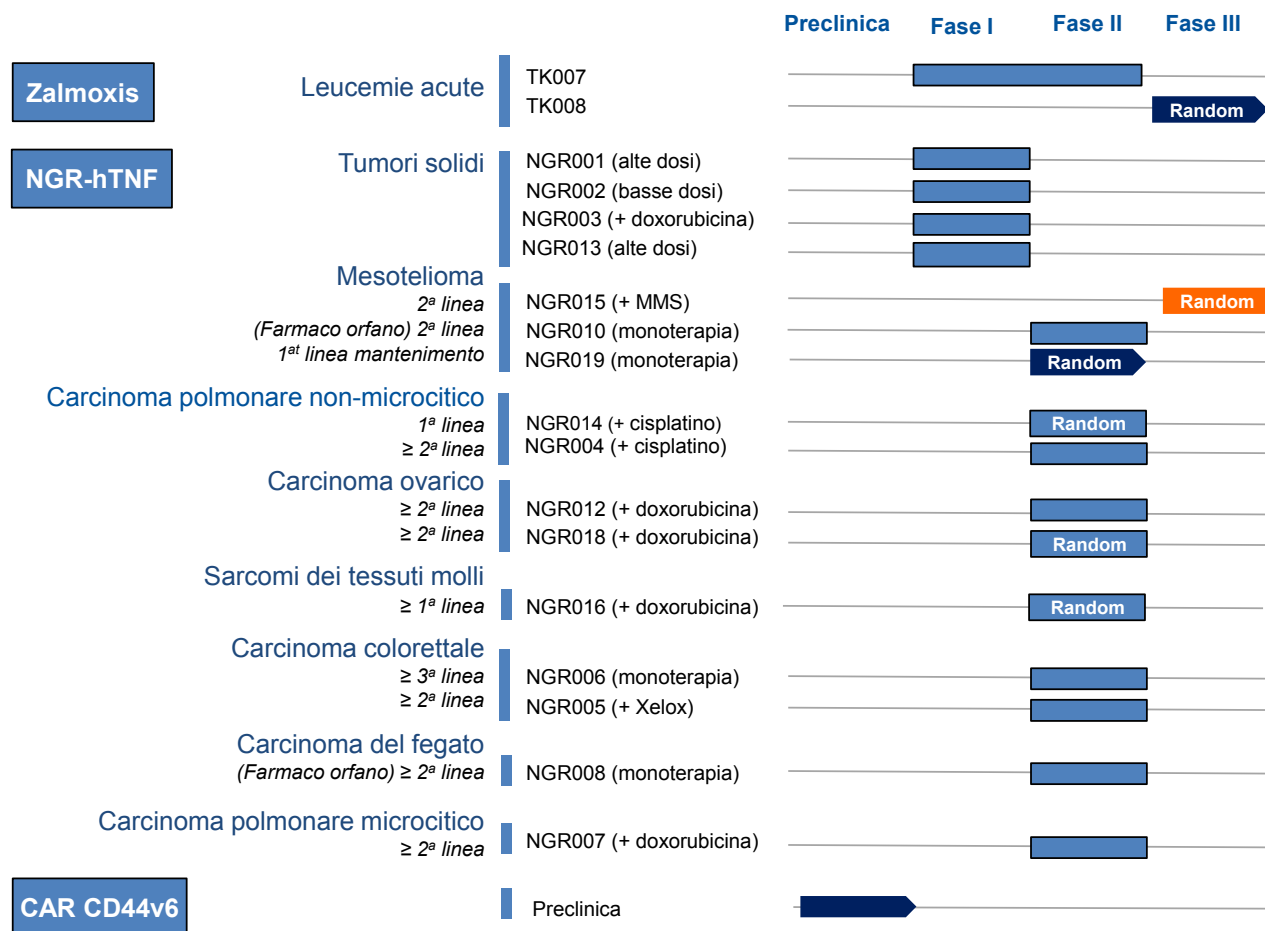 Preclinica Fase I Fase II Fase III
Zalmoxis
Leucemie acute
TK007
TK008
Random
NGR-hTNF
Tumori solidi
NGR001 (alte dosi)
NGR002 (basse dosi)
NGR003 (+ doxorubicina)
NGR013 (alte dosi)
Mesotelioma
2ª linea NGR015 (+ MMS) Random
(Farmaco orfano) 2ª linea NGR010 (monoterapia)
1ªt linea mantenimento NGR019 (monoterapia) Random
Carcinoma polmonare non-microcitico
1ª linea NGR014 (+ cisplatino) Random
≥ 2ª linea NGR004 (+ cisplatino)
Carcinoma ovarico
≥ 2ª linea NGR012 (+ doxorubicina)
≥ 2ª linea NGR018 (+ doxorubicina) Random
Sarcomi dei tessuti molli
≥ 1ª linea NGR016 (+ doxorubicina) Random
Carcinoma colorettale
≥ 3ª linea NGR006 (monoterapia)
≥ 2ª linea NGR005 (+ Xelox)
Carcinoma del fegato
(Farmaco orfano) ≥ 2ª linea NGR008 (monoterapia)
Carcinoma polmonare microcitico
≥ 2ª linea NGR007 (+ doxorubicina)
CAR CD44v6 Preclinica